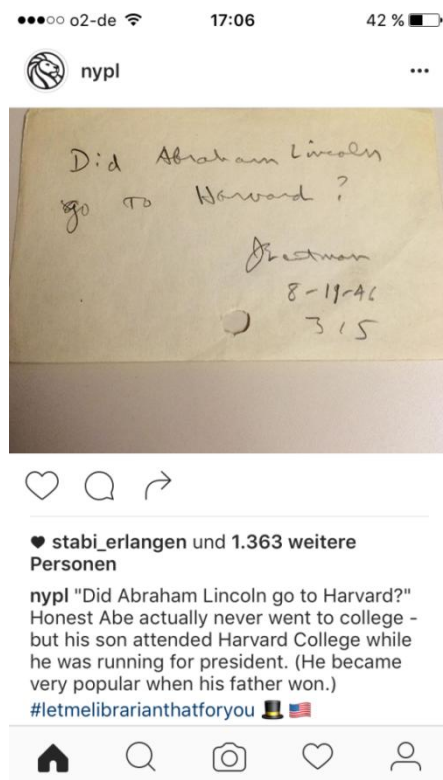 o2-de 17:06 42 %
nypl
Did Abraham Lincoln
go to Harvard ?
JEastman
8-19-46
315
stabi_erlangen und 1.363 weitere
Personen
nypl "Did Abraham Lincoln go to Harvard?"
Honest Abe actually never went to college -
but his son attended Harvard College while
he was running for president. (He became
very popular when his father won.)
#letmelibrarianthatforyou 🎩 🇺🇸